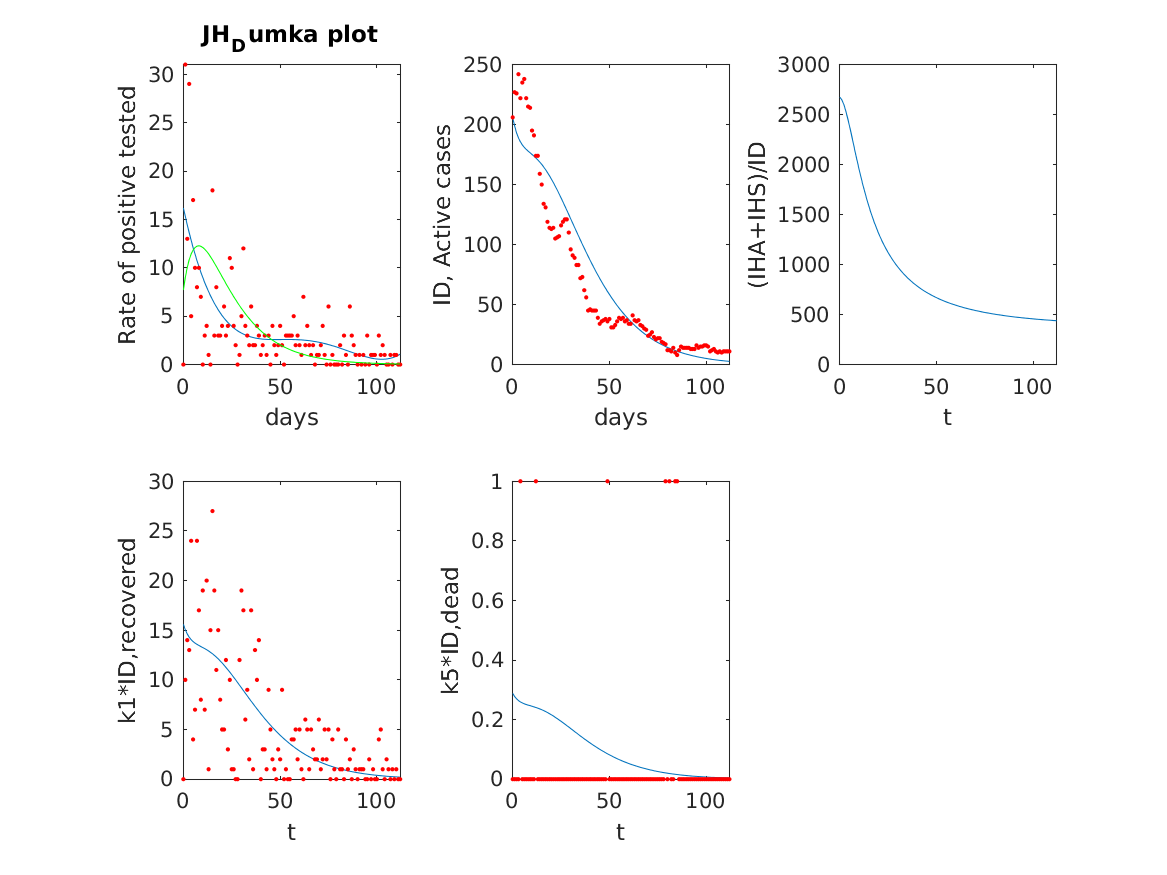 JH_Dumka plot
Rate of positive tested
30
25
20
15
10
5
0
0 50 100
days
ID, Active cases
250
200
150
100
50
0
0 50 100
days
(IHA+IHS)/ID
3000
2500
2000
1500
1000
500
0
0 50 100
t
k1*ID,recovered
30
25
20
15
10
5
0
0 50 100
t
k5*ID,dead
1
0.8
0.6
0.4
0.2
0
0 50 100
t